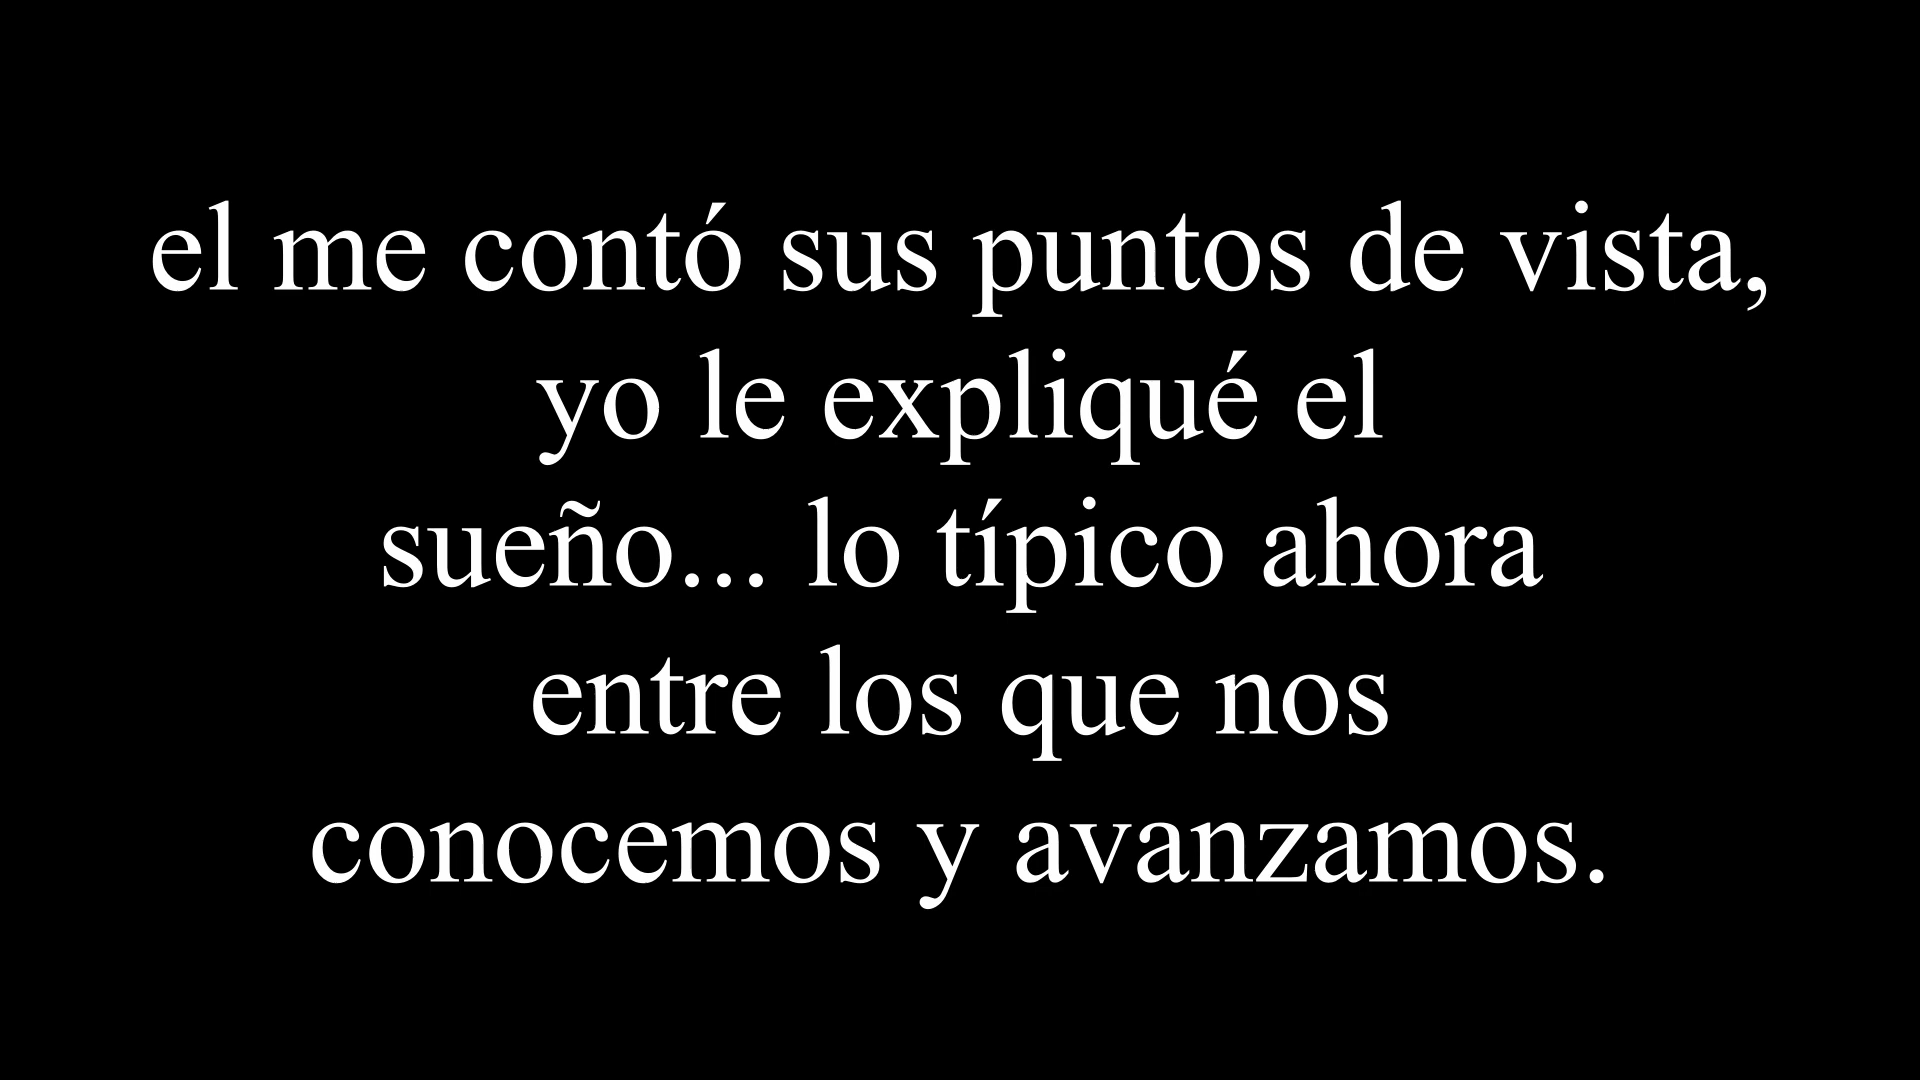 el me contó sus puntos de vista,
yo le expliqué el
sueño... lo típico ahora
entre los que nos
conocemos y avanzamos.